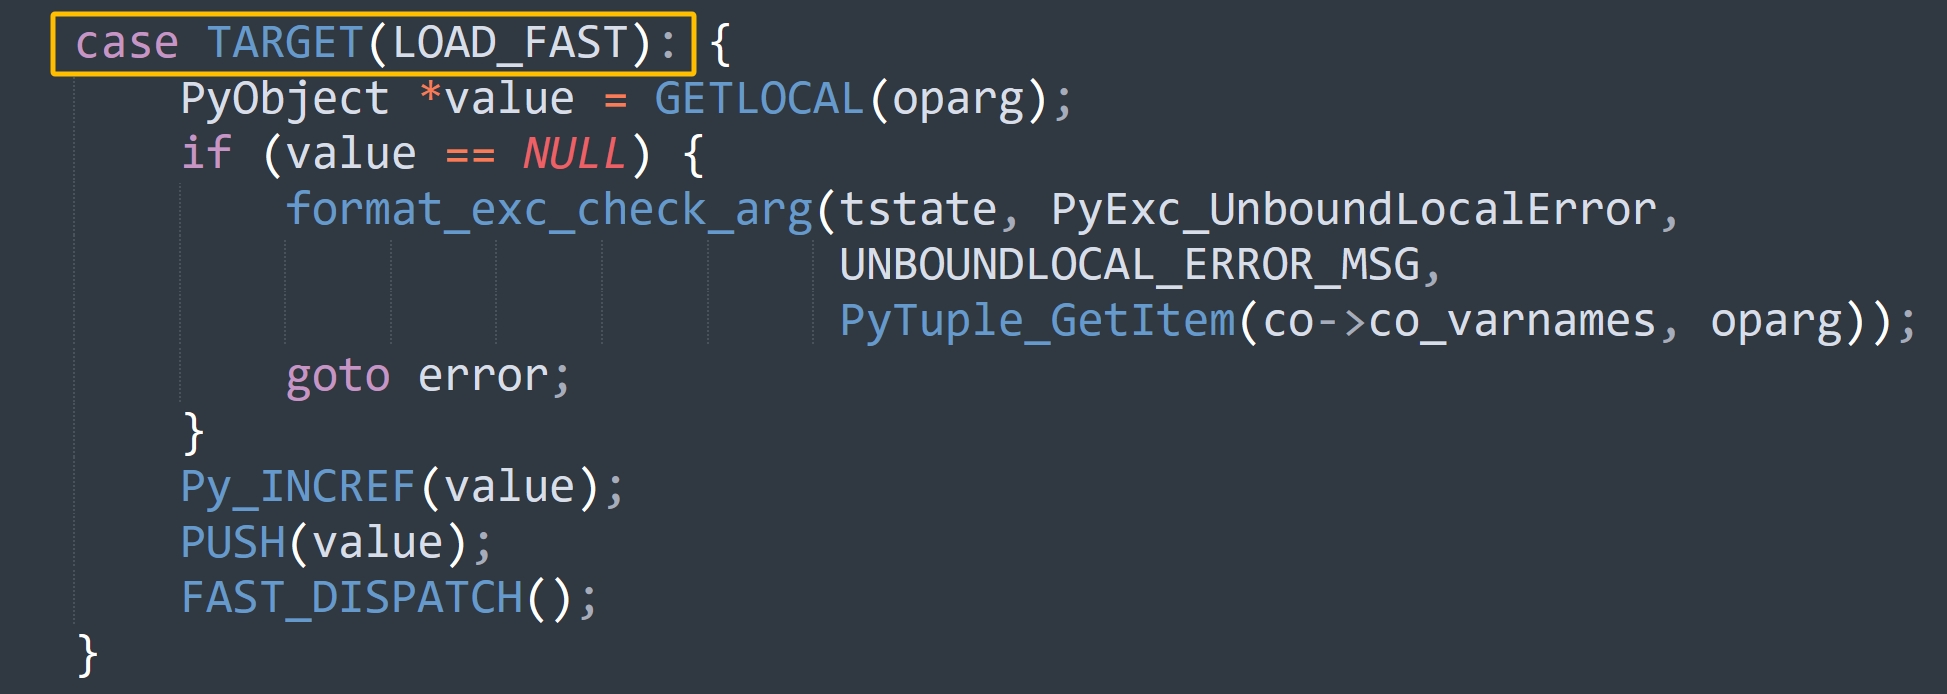 case TARGET(LOAD_FAST): {
    PyObject *value = GETLOCAL(oparg);
    if (value == NULL) {
        format_exc_check_arg(tstate, PyExc_UnboundLocalError,
                             UNBOUNDLOCAL_ERROR_MSG,
                             PyTuple_GetItem(co->co_varnames, oparg));
        goto error;
    }
    Py_INCREF(value);
    PUSH(value);
    FAST_DISPATCH();
}